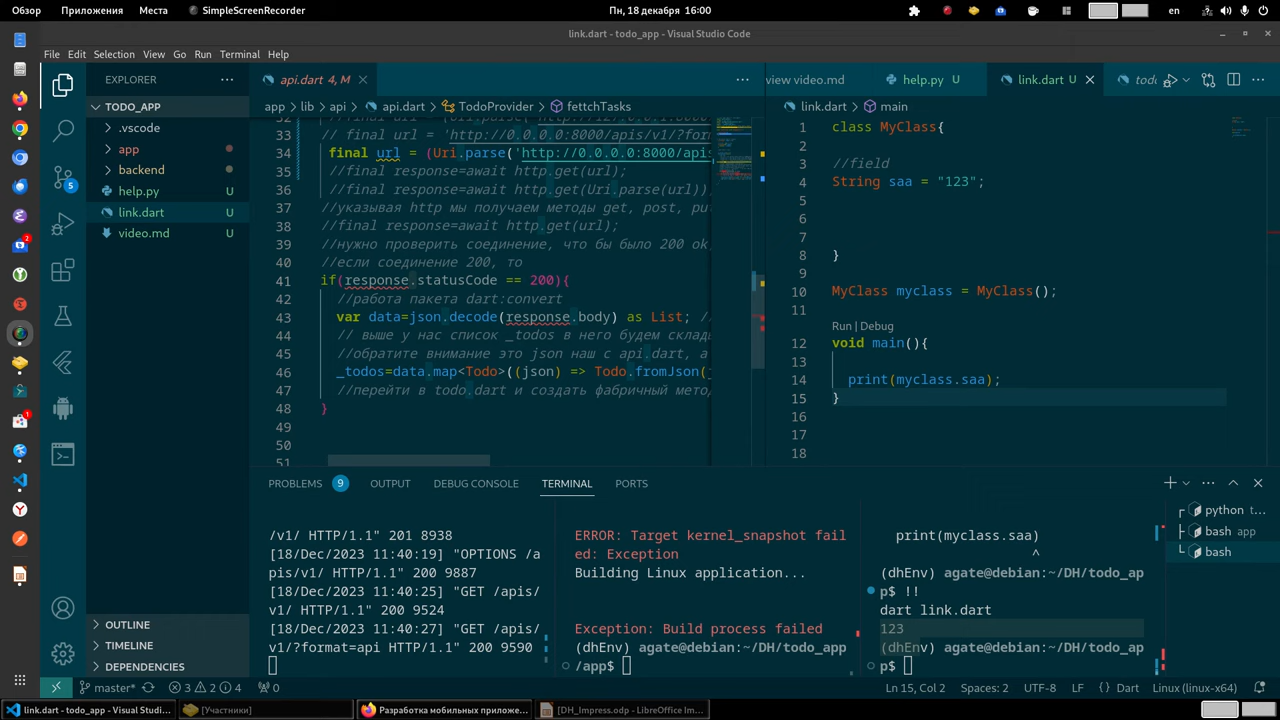 Обзор Приложения Места SimpleScreenRecorder Пн, 18 декабря 16:00 en
link.dart - todo_app - Visual Studio Code
File Edit Selection View Go Run Terminal Help
EXPLORER
TODO_APP
.vscode
app
backend
help.py U
link.dart U
video.md U
OUTLINE
TIMELINE
DEPENDENCIES
5
2
1
api.dart 4, M
app > lib > api > api.dart > TodoProvider > fettchTasks
33 // final url = 'http://0.0.0.0:8000/apis/v1/?form
34 final url = (Uri.parse('http://0.0.0.0:8000/apis
35 //final response=await http.get(url);
36 //final response=await http.get(Uri.parse(url))
37 //указывая http мы получаем методы get, post, pu
38 //final response=await http.get(url);
39 //нужно проверить соединение, что бы было 200 ok
40 //если соединение 200, то
41 if(response.statusCode == 200){
42 //работа пакета dart:convert
43 var data=json.decode(response.body) as List; /
44 // выше у нас список _todos в него будем склад
45 //обратите внимание это json наш с api.dart, а
46 _todos=data.map<Todo>((json) => Todo.fromJson(
47 //перейти в todo.dart и создать фабричный мето
48 }
49
50
51
view video.md help.py U link.dart U
link.dart > main
1 class MyClass{
2
3 //field
4 String saa = "123";
5
6
7
8 }
9
10 MyClass myclass = MyClass();
11
Run | Debug
12 void main(){
13
14 print(myclass.saa);
15 }
16
17
18
PROBLEMS 9 OUTPUT DEBUG CONSOLE TERMINAL PORTS
/v1/ HTTP/1.1" 201 8938
[18/Dec/2023 11:40:19] "OPTIONS /a
pis/v1/ HTTP/1.1" 200 9887
[18/Dec/2023 11:40:25] "GET /apis/
v1/ HTTP/1.1" 200 9524
[18/Dec/2023 11:40:27] "GET /apis/
v1/?format=api HTTP/1.1" 200 9590
ERROR: Target kernel_snapshot fail
ed: Exception
Building Linux application...
Exception: Build process failed
(dhEnv) agate@debian:~/DH/todo_app
/app$
print(myclass.saa)
^
(dhEnv) agate@debian:~/DH/todo_ap
p$ !!
dart link.dart
123
(dhEnv) agate@debian:~/DH/todo_ap
p$
python t...
bash app
bash
master* 3 2 4 0 Ln 15, Col 2 Spaces: 2 UTF-8 LF {} Dart Linux (linux-x64)
link.dart - todo_app - Visual Studi... [Участники] Разработка мобильных приложе... [DH_Impress.odp - LibreOffice Im...